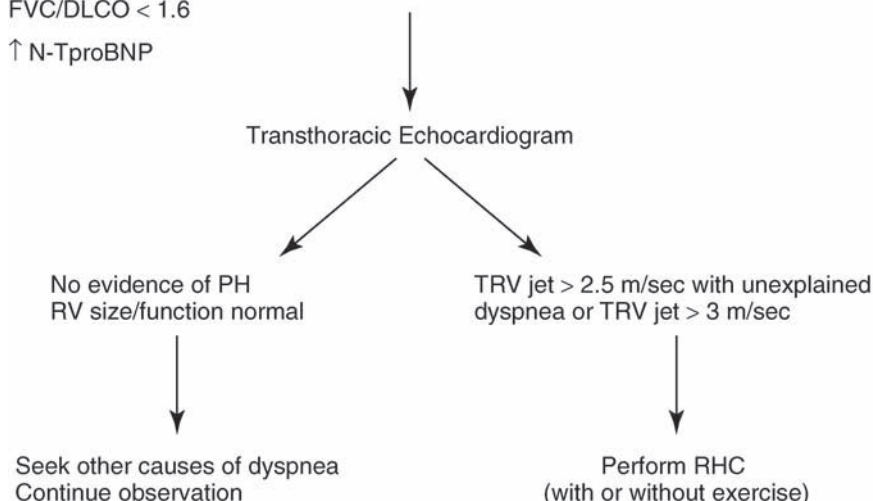 FVC/DLCO < 1.6
↑ N-TproBNP
Transthoracic Echocardiogram
No evidence of PH
RV size/function normal
TRV jet > 2.5 m/sec with unexplained
dyspnea or TRV jet > 3 m/sec
Seek other causes of dyspnea
Continue observation
Perform RHC
(with or without exercise)